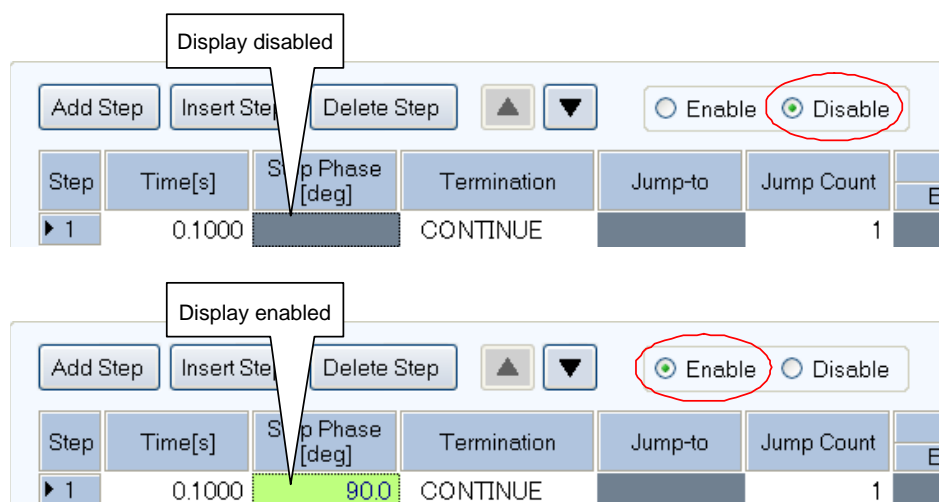 Display disabled
Add Step Insert Step Delete Step ▲ ▼ Enable Disable
Step Time[s] Step Phase [deg] Termination Jump-to Jump Count E
1 0.1000 CONTINUE 1
Display enabled
Add Step Insert Step Delete Step ▲ ▼ Enable Disable
Step Time[s] Step Phase [deg] Termination Jump-to Jump Count E
1 0.1000 90.0 CONTINUE 1